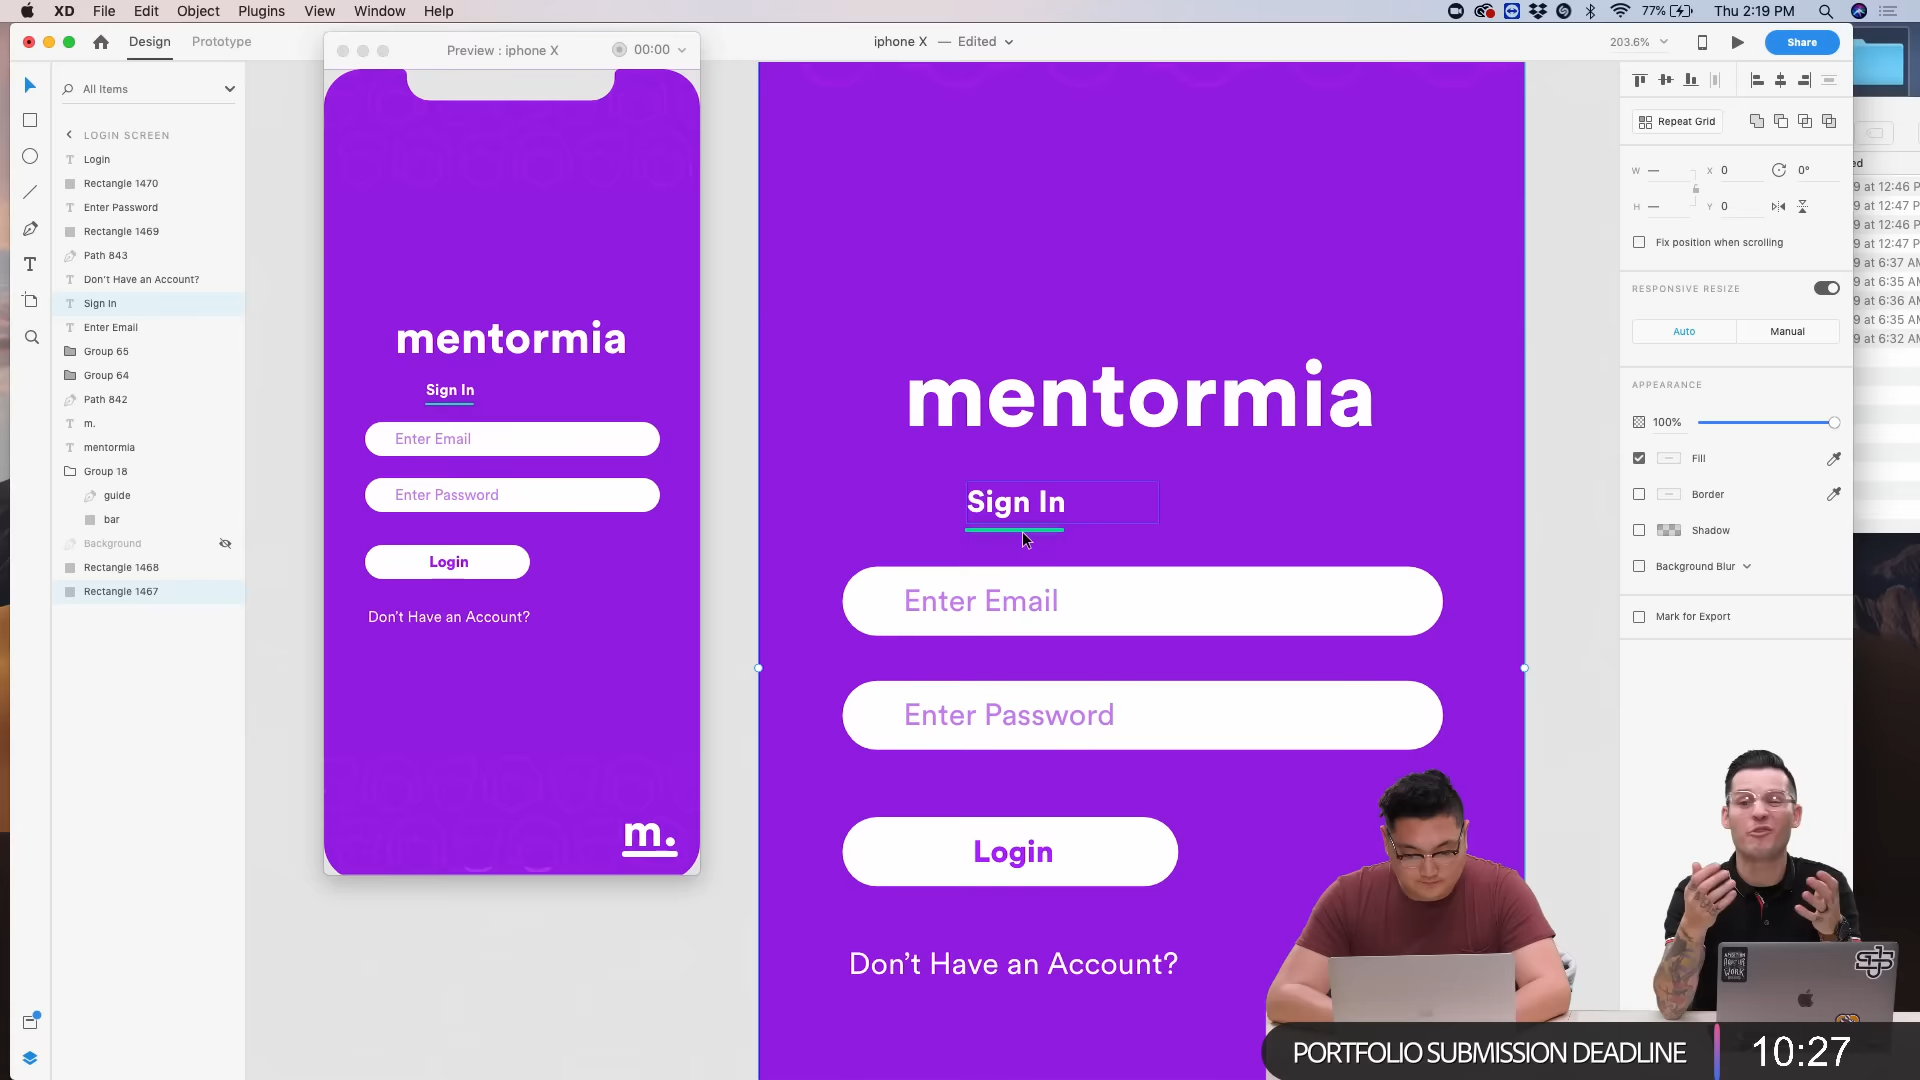 XD File Edit Object Plugins View Window Help
77% Thu 2:19 PM
Design Prototype
Preview : iphone X 00:00
iphone X — Edited
203.6%
Share
All Items
LOGIN SCREEN
Login
Rectangle 1470
Enter Password
Rectangle 1469
Path 843
Don't Have an Account?
Sign In
Enter Email
Group 65
Group 64
Path 842
m.
mentormia
Group 18
guide
bar
Background
Rectangle 1468
Rectangle 1467
mentormia
Sign In
Enter Email
Enter Password
Login
Don't Have an Account?
m.
mentormia
Sign In
Enter Email
Enter Password
Login
Don't Have an Account?
Repeat Grid
W — X 0 0°
H — Y 0
Fix position when scrolling
RESPONSIVE RESIZE
Auto Manual
APPEARANCE
100%
Fill
Border
Shadow
Background Blur
Mark for Export
ed
9 at 12:46 P
9 at 12:47 P
9 at 12:46 P
9 at 12:47 P
9 at 6:37 AM
9 at 6:35 AM
9 at 6:36 AM
9 at 6:35 AM
9 at 6:32 AM
PORTFOLIO SUBMISSION DEADLINE 10:27